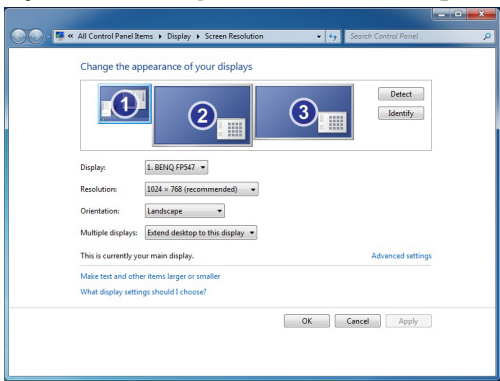 « All Control Panel Items ▸ Display ▸ Screen Resolution
Search Control Panel
Change the appearance of your displays
1
2
3
Detect
Identify
Display: 1. BENQ FP547
Resolution: 1024 × 768 (recommended)
Orientation: Landscape
Multiple displays: Extend desktop to this display
This is currently your main display. Advanced settings
Make text and other items larger or smaller
What display settings should I choose?
OK Cancel Apply